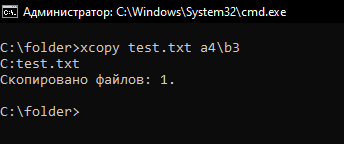 Администратор: C:\Windows\System32\cmd.exe
C:\folder>xcopy test.txt a4\b3
C:test.txt
Скопировано файлов: 1.
C:\folder>